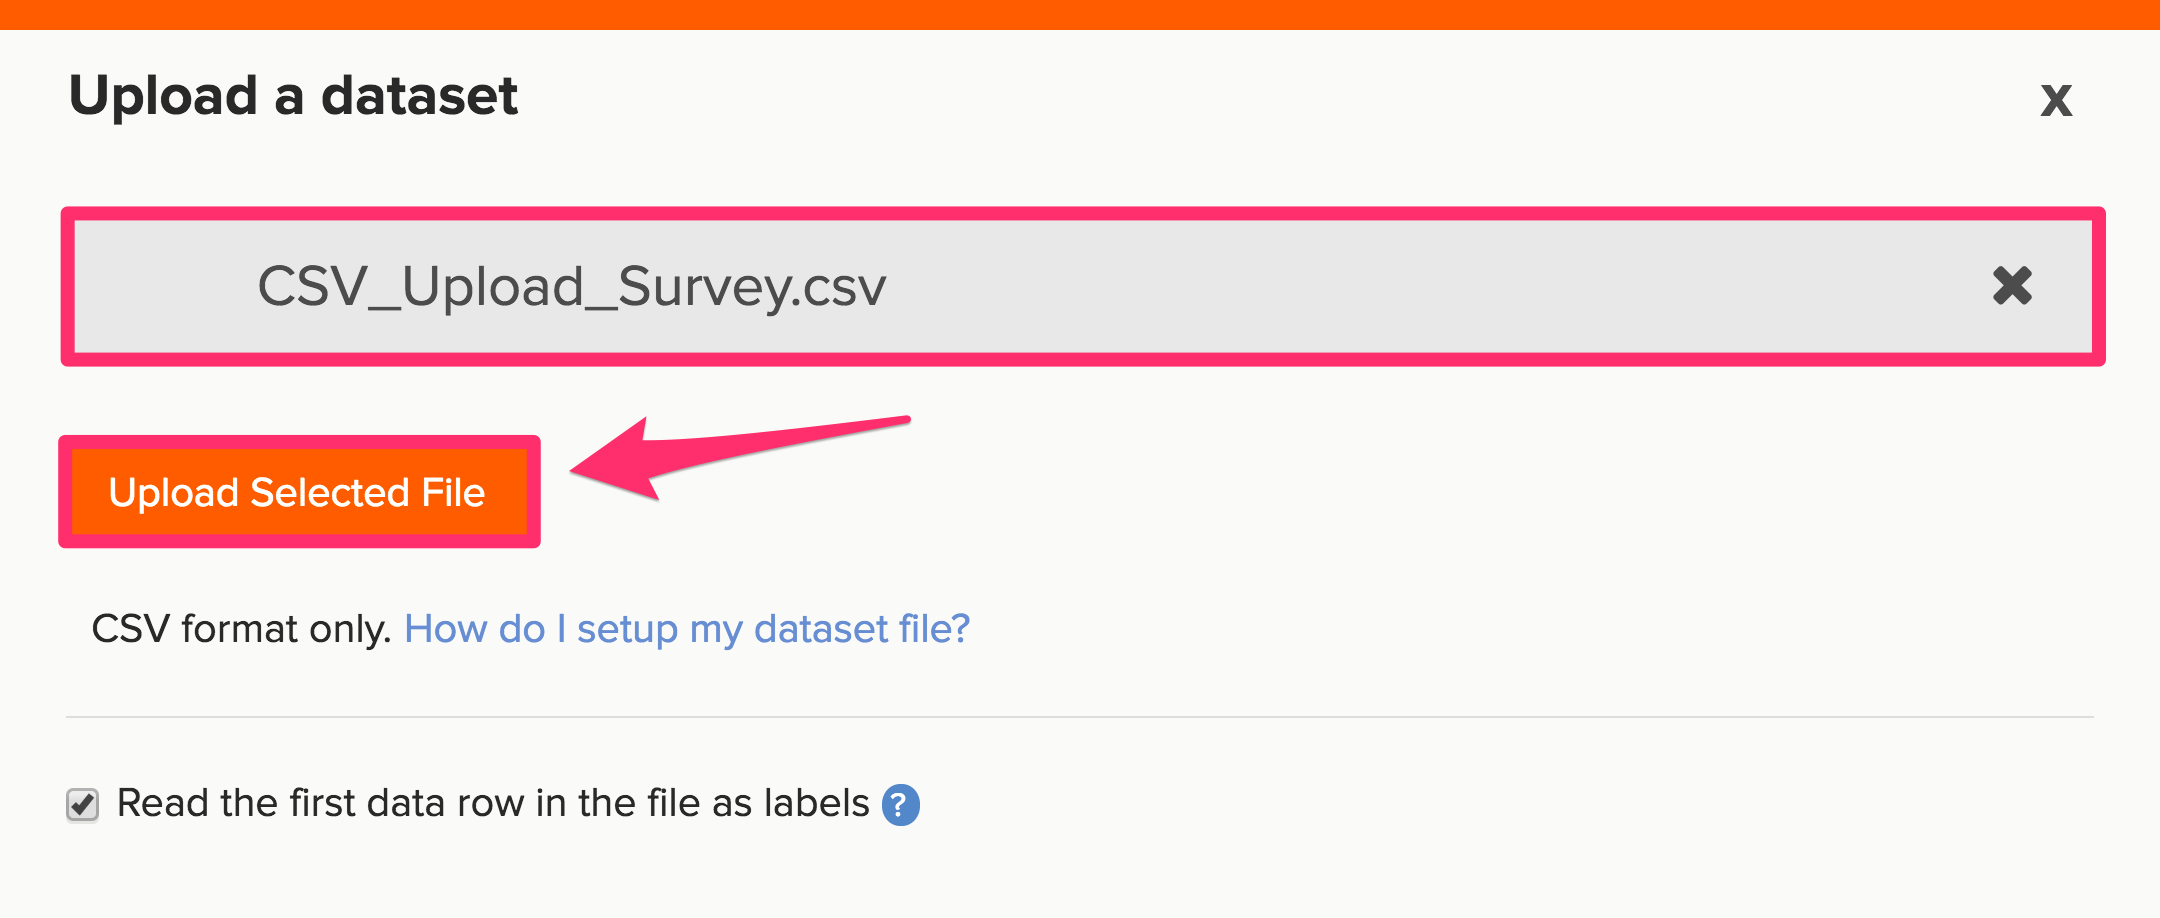 Upload a dataset
x
CSV_Upload_Survey.csv
Upload Selected File
CSV format only. How do I setup my dataset file?
Read the first data row in the file as labels ?